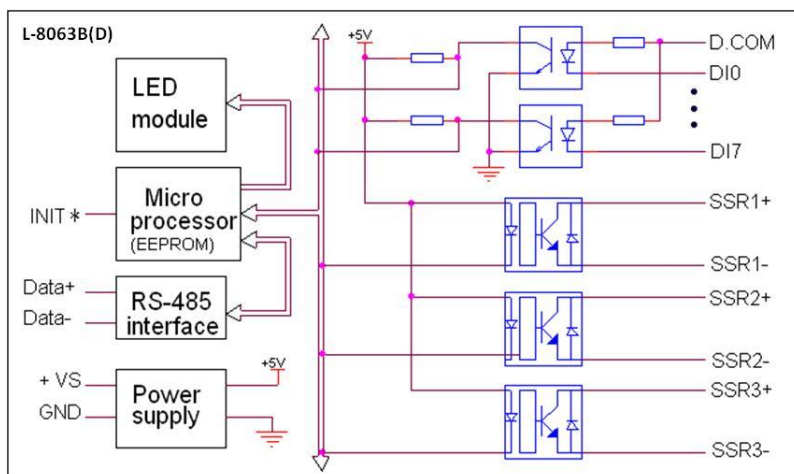 L-8063B(D)
LED
module
INIT *
Micro
processor
(EEPROM)
Data+
Data-
RS-485
interface
+ VS
GND
Power
supply
+5V
+5V
D.COM
DI0
DI7
SSR1+
SSR1-
SSR2+
SSR2-
SSR3+
SSR3-